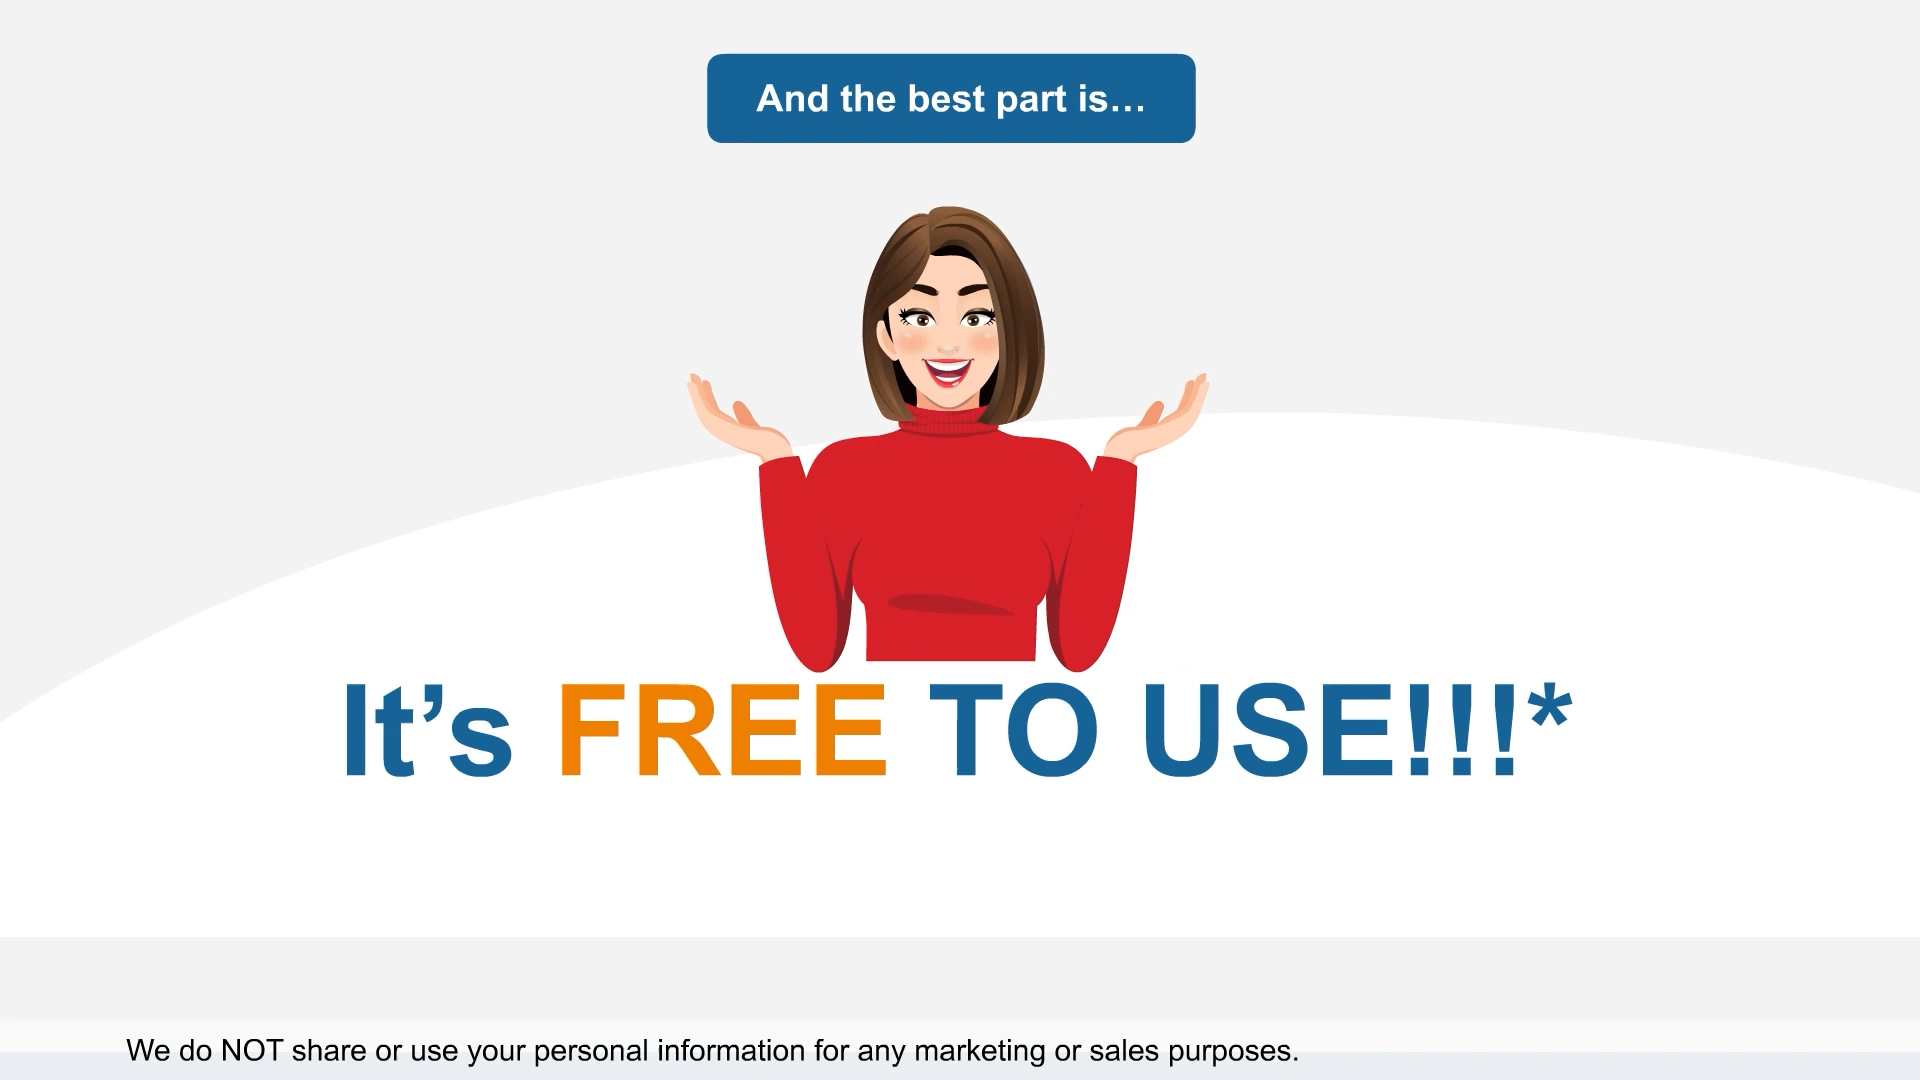 And the best part is…
It’s FREE TO USE!!!*
We do NOT share or use your personal information for any marketing or sales purposes.